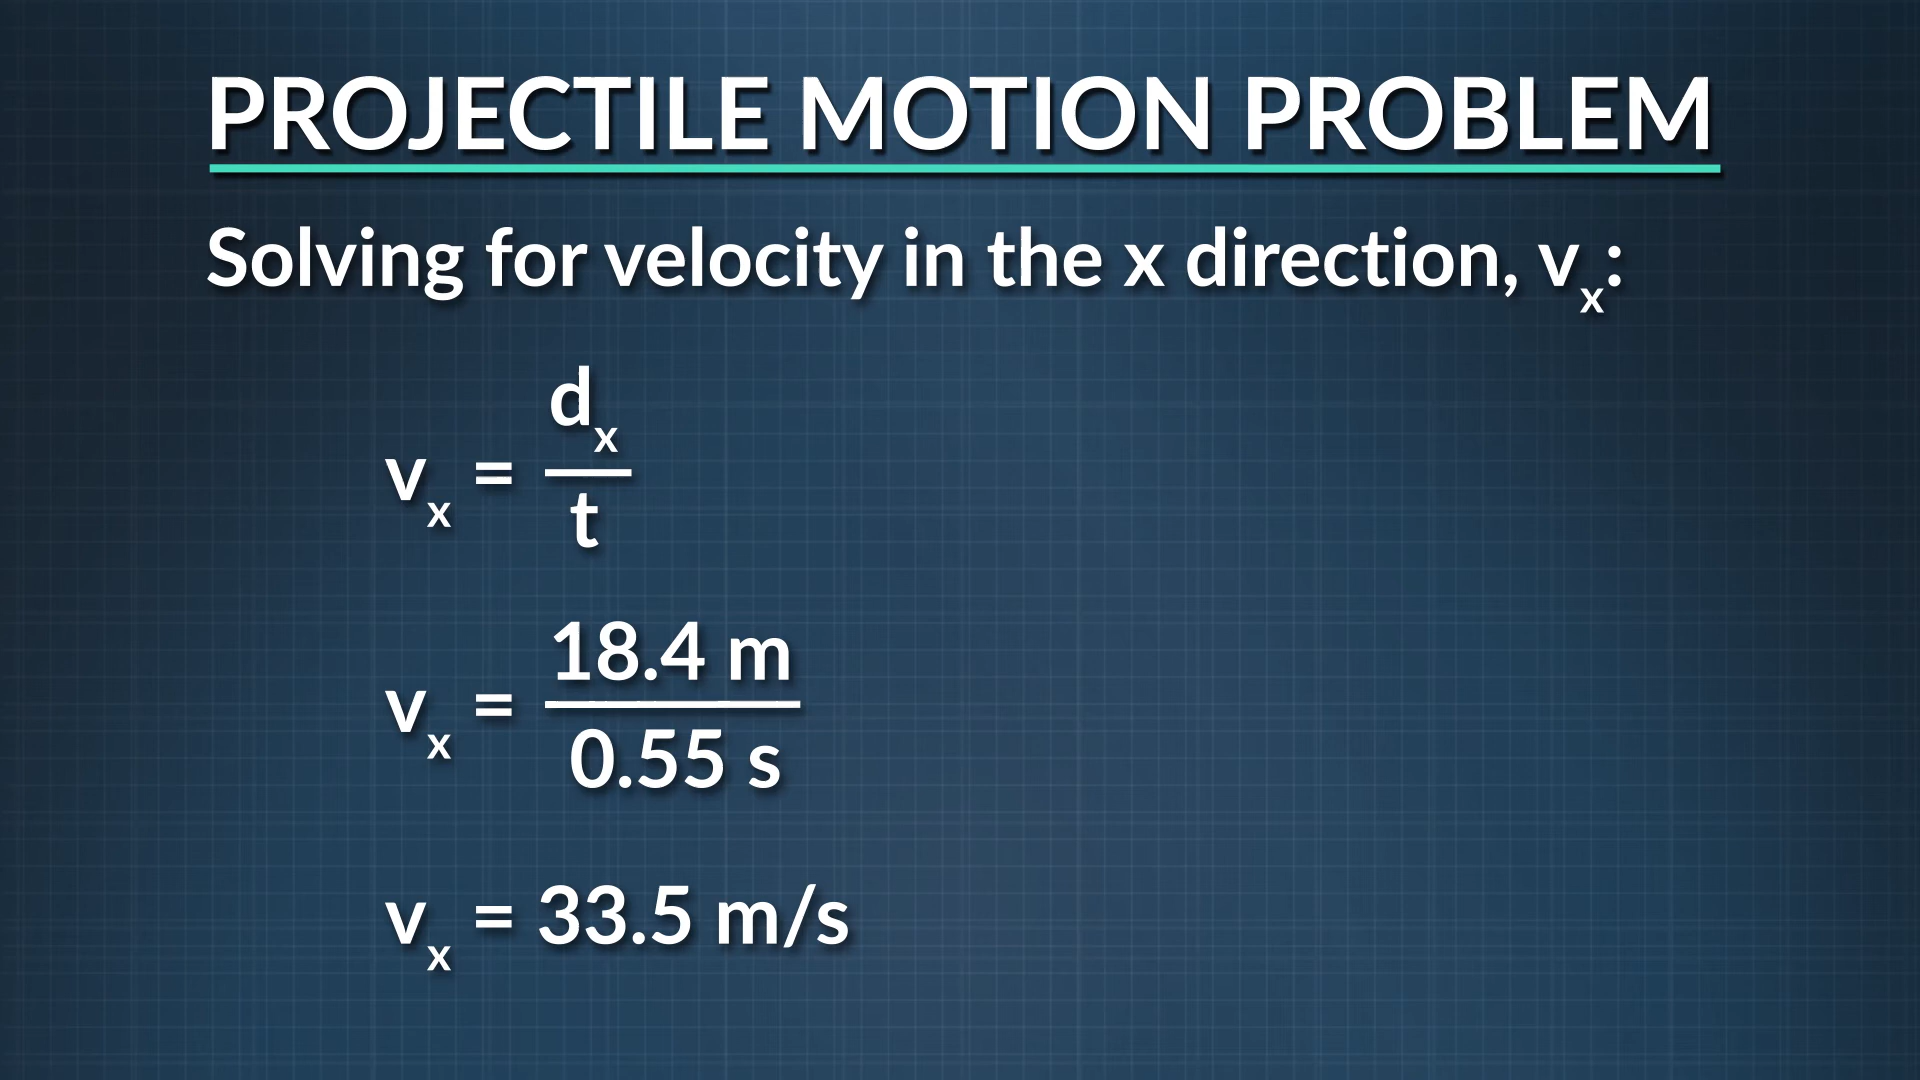 PROJECTILE MOTION PROBLEM
Solving for velocity in the x direction, vₓ:
vₓ = dₓ / t
vₓ = 18.4 m / 0.55 s
vₓ = 33.5 m/s